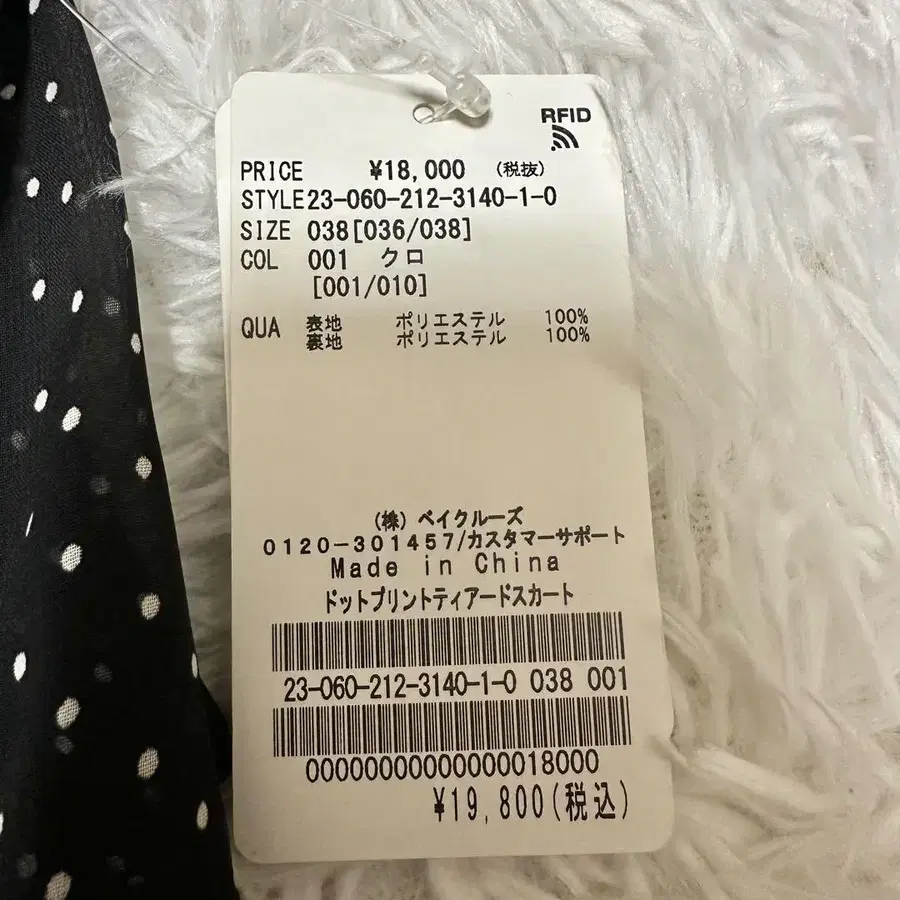 RFID
PRICE ¥18,000 (税抜)
STYLE23-060-212-3140-1-0
SIZE 038[036/038]
COL 001 クロ
[001/010]
QUA 表地 ポリエステル 100%
裏地 ポリエステル 100%
(株) ベイクルーズ
0120-301457/カスタマーサポート
Made in China
ドットプリントティアードスカート
23-060-212-3140-1-0 038 001
0000000000000018000
¥19,800(税込)